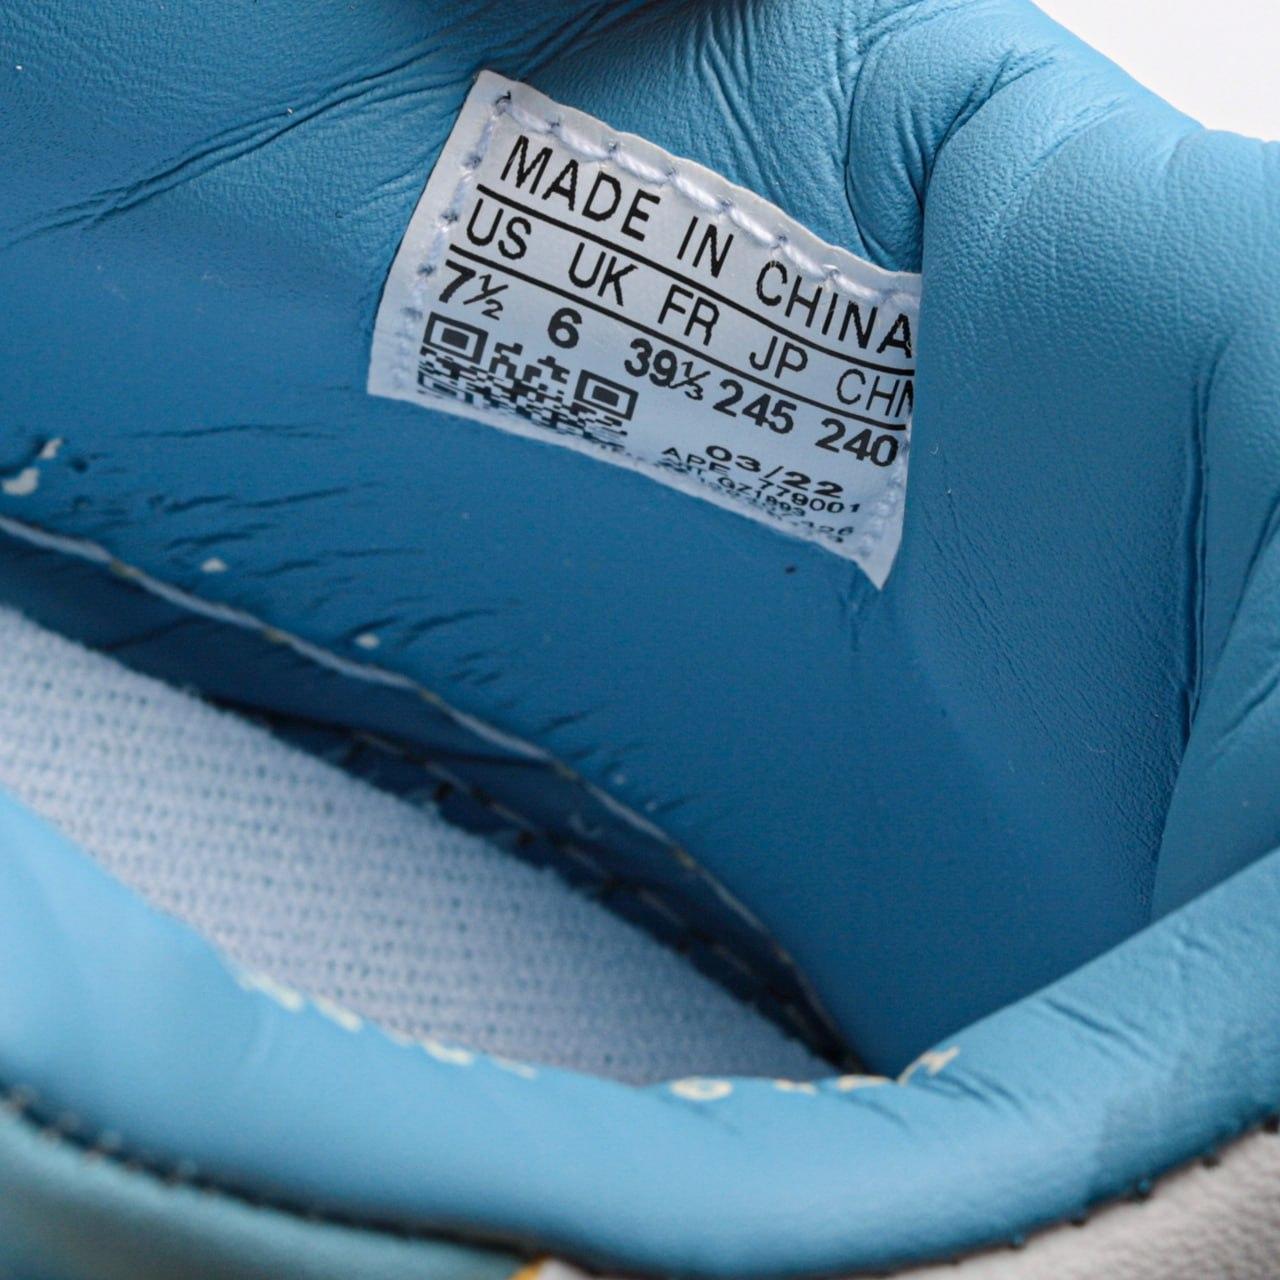 MADE IN CHINA
US UK FR JP CHN
7½ 6 39⅓ 245 240
03/22
APE 779001
GZ1893